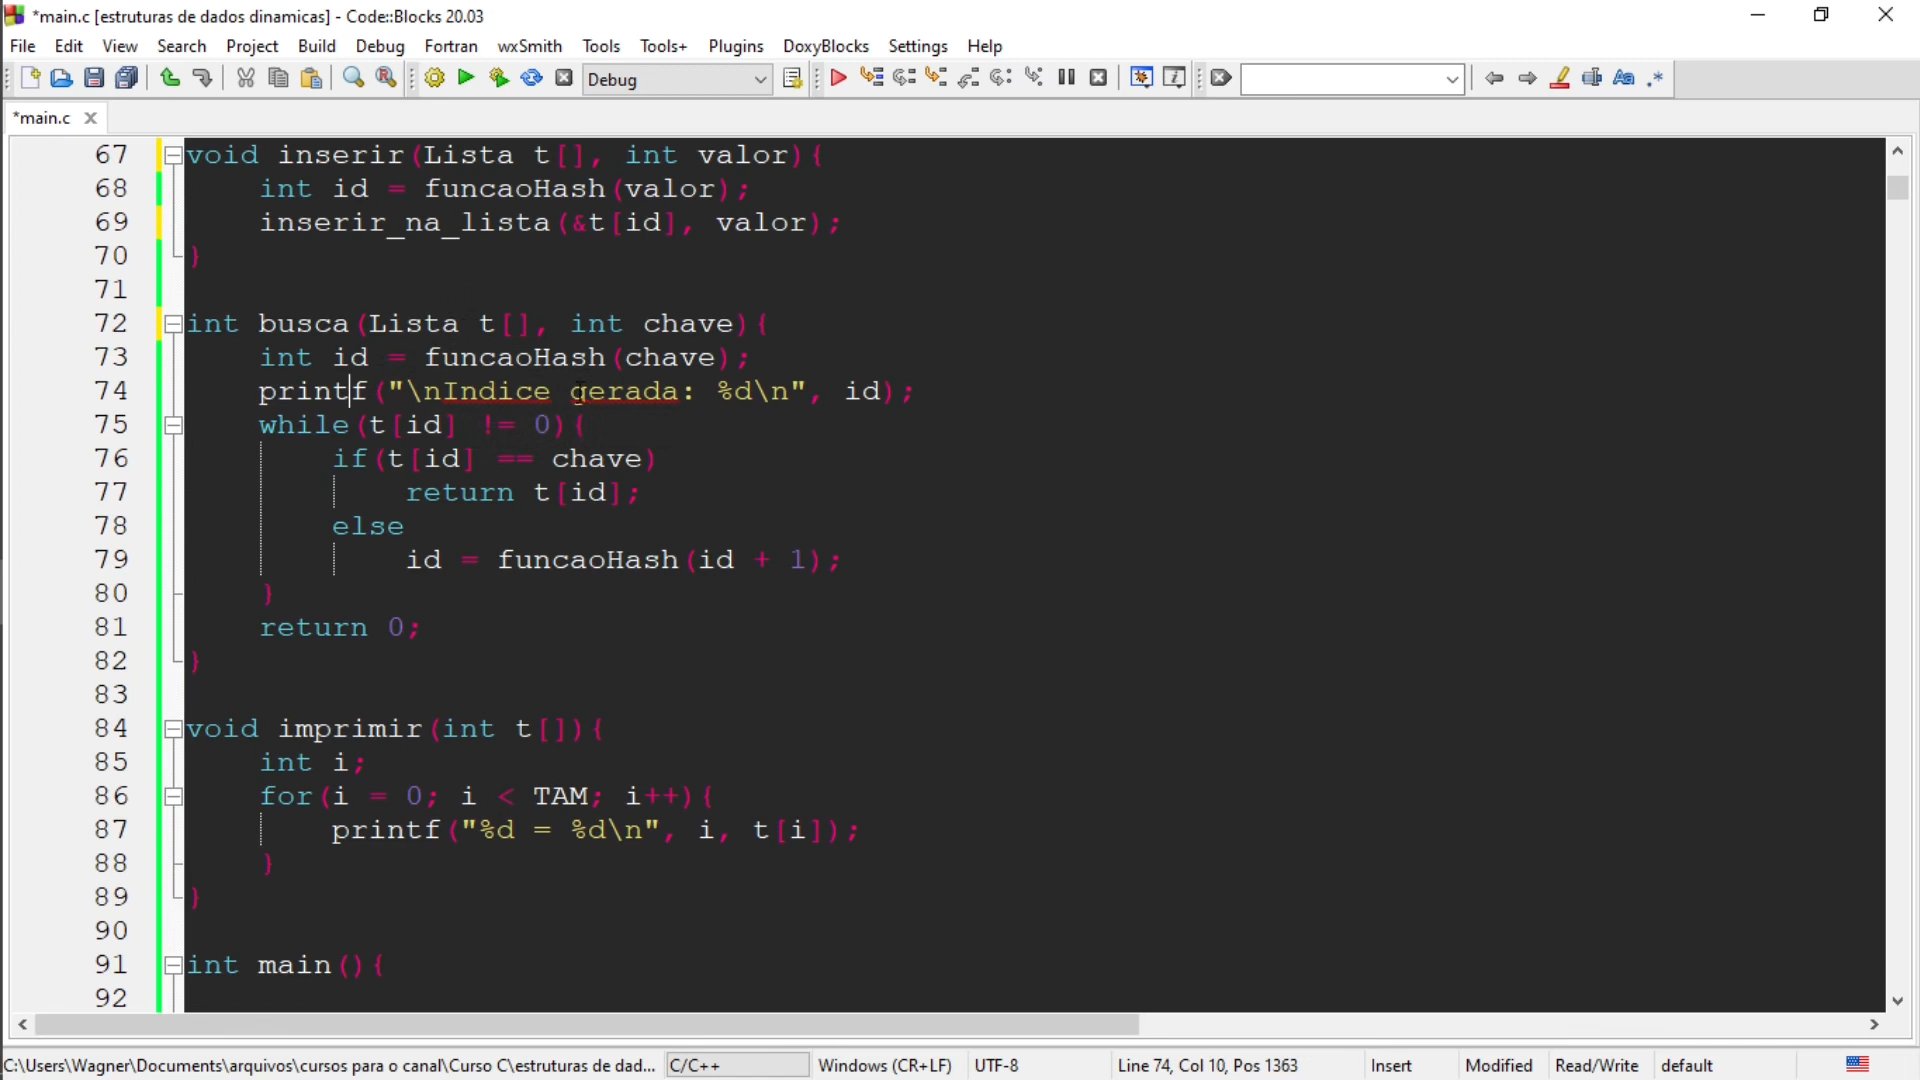 *main.c [estruturas de dados dinamicas] - Code::Blocks 20.03
File Edit View Search Project Build Debug Fortran wxSmith Tools Tools+ Plugins DoxyBlocks Settings Help
Debug
*main.c
67 void inserir(Lista t[], int valor){
68 int id = funcaoHash(valor);
69 inserir_na_lista(&t[id], valor);
70 }
71
72 int busca(Lista t[], int chave){
73 int id = funcaoHash(chave);
74 printf("\nIndice gerada: %d\n", id);
75 while(t[id] != 0){
76 if(t[id] == chave)
77 return t[id];
78 else
79 id = funcaoHash(id + 1);
80 }
81 return 0;
82 }
83
84 void imprimir(int t[]){
85 int i;
86 for(i = 0; i < TAM; i++){
87 printf("%d = %d\n", i, t[i]);
88 }
89 }
90
91 int main(){
92
C:\Users\Wagner\Documents\arquivos\cursos para o canal\Curso C\estruturas de dad... C/C++ Windows (CR+LF) UTF-8 Line 74, Col 10, Pos 1363 Insert Modified Read/Write default